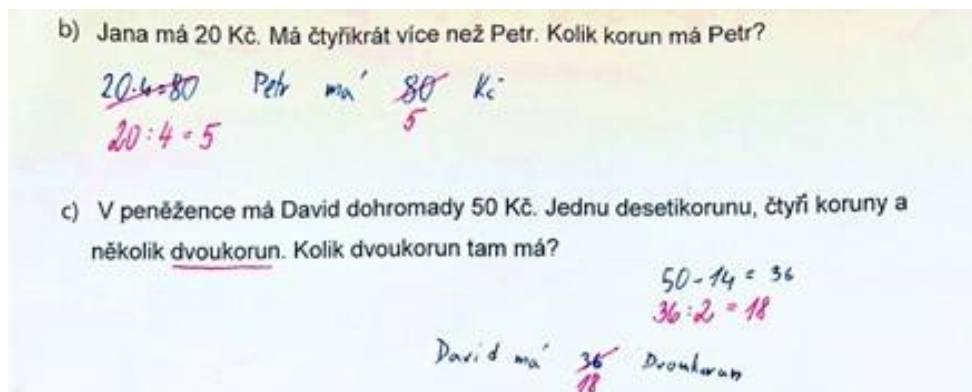 b) Jana má 20 Kč. Má čtyřikrát více než Petr. Kolik korun má Petr?
20·4=80 Petr má 80 Kč
20:4=5 5
c) V peněžence má David dohromady 50 Kč. Jednu desetikorunu, čtyři koruny a
několik dvoukorun. Kolik dvoukorun tam má?
50-14=36
36:2=18
David má 36 Dvoukorun
18